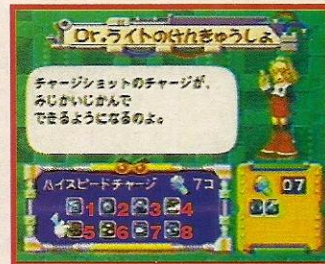 Dr.ライトのけんきゅうしょ
チャージショットのチャージが、
みじかいじかんで
できるようになるのよ。
ハイスピードチャージ 7コ
07
1 2 3 4
5 6 7 8